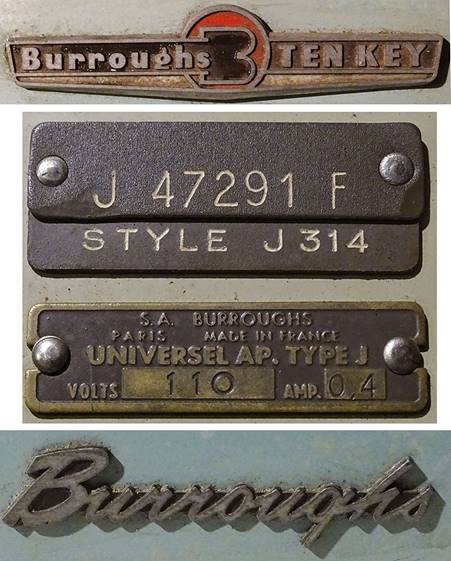 Burroughs B TEN KEY
J 47291 F
STYLE J314
S.A. BURROUGHS
PARIS MADE IN FRANCE
UNIVERSEL AP. TYPE J
VOLTS 110 AMP. 0,4
Burroughs